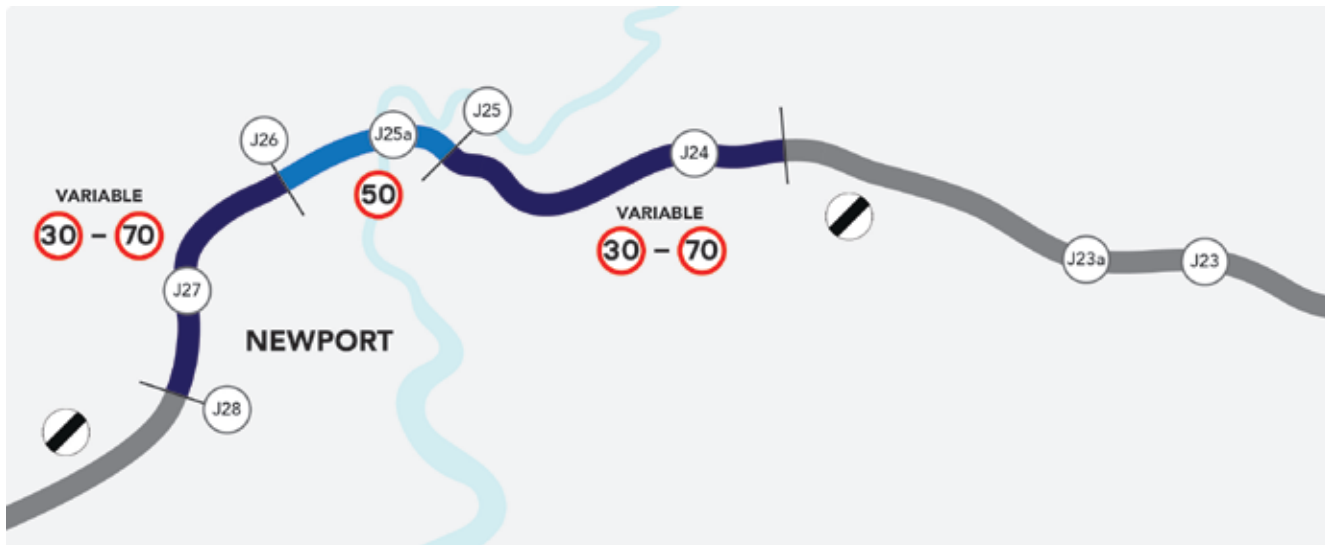 J26
J25a
J25
50
J24
VARIABLE
30 – 70
VARIABLE
30 – 70
J27
J23a
J23
NEWPORT
J28